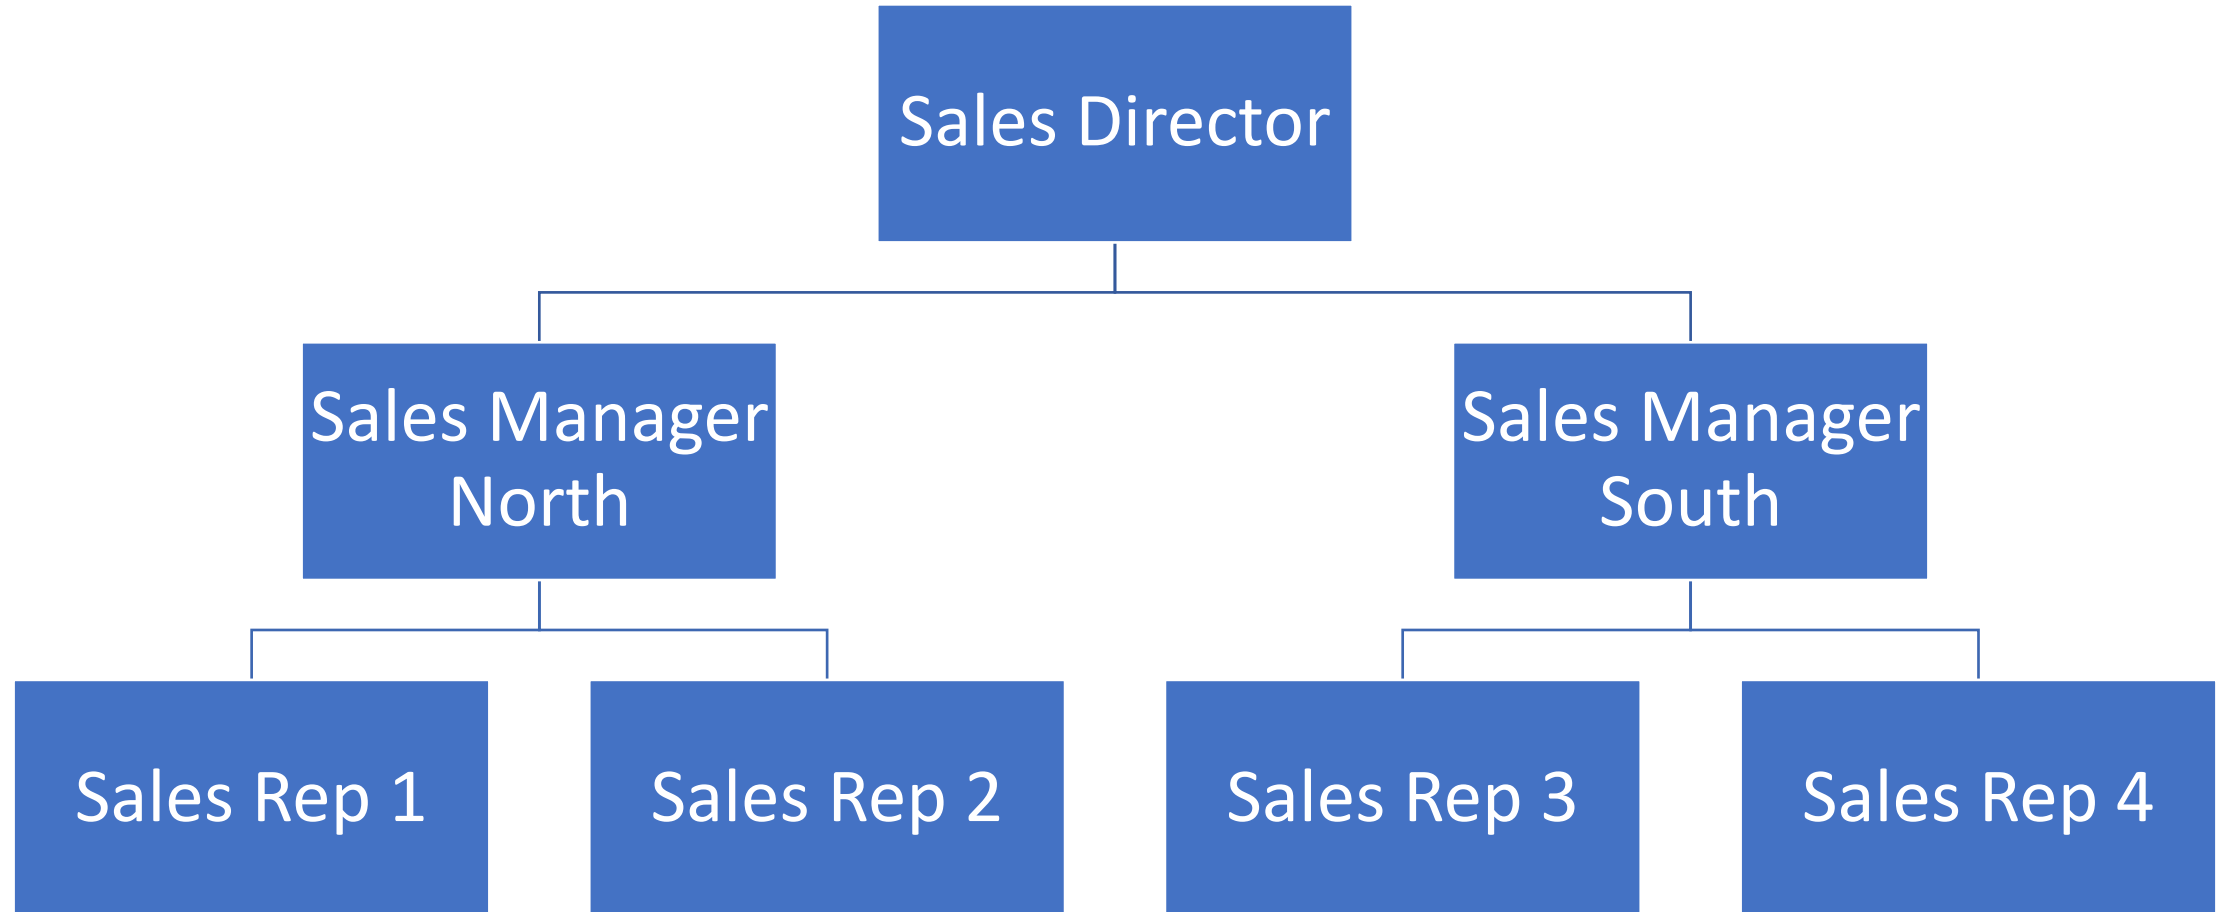 Sales Director
Sales Manager
North
Sales Manager
South
Sales Rep 1
Sales Rep 2
Sales Rep 3
Sales Rep 4